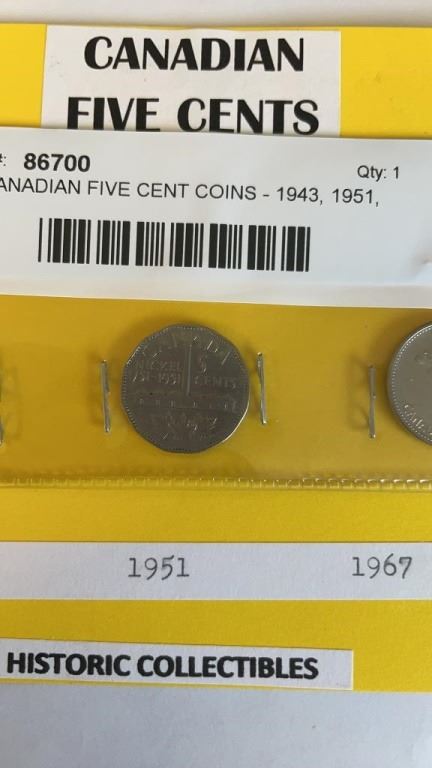 CANADIAN
FIVE CENTS
#: 86700
Qty: 1
ANADIAN FIVE CENT COINS - 1943, 1951,
CANADA
NICKEL 5
1751-1951 CENTS
1951
1967
HISTORIC COLLECTIBLES